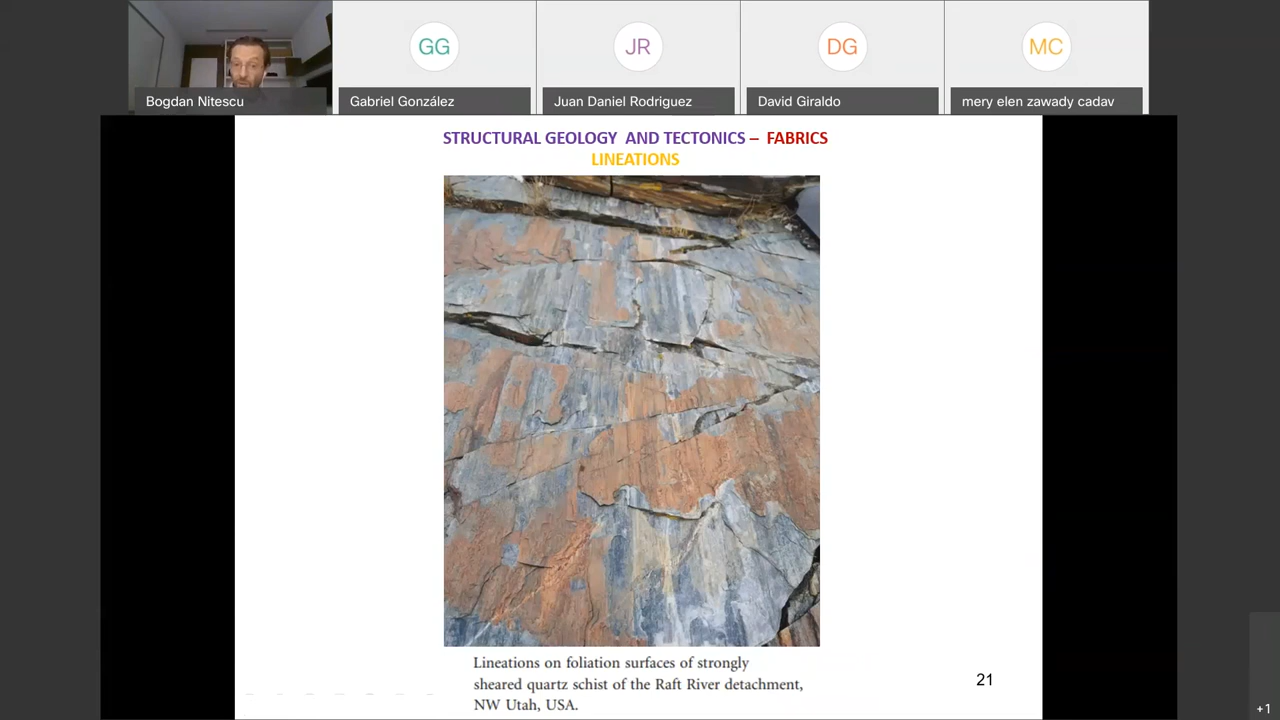 GG
JR
DG
MC
Bogdan Nitescu
Gabriel González
Juan Daniel Rodriguez
David Giraldo
mery elen zawady cadav
STRUCTURAL GEOLOGY AND TECTONICS – FABRICS
LINEATIONS
Lineations on foliation surfaces of strongly
sheared quartz schist of the Raft River detachment,
NW Utah, USA.
21
+1